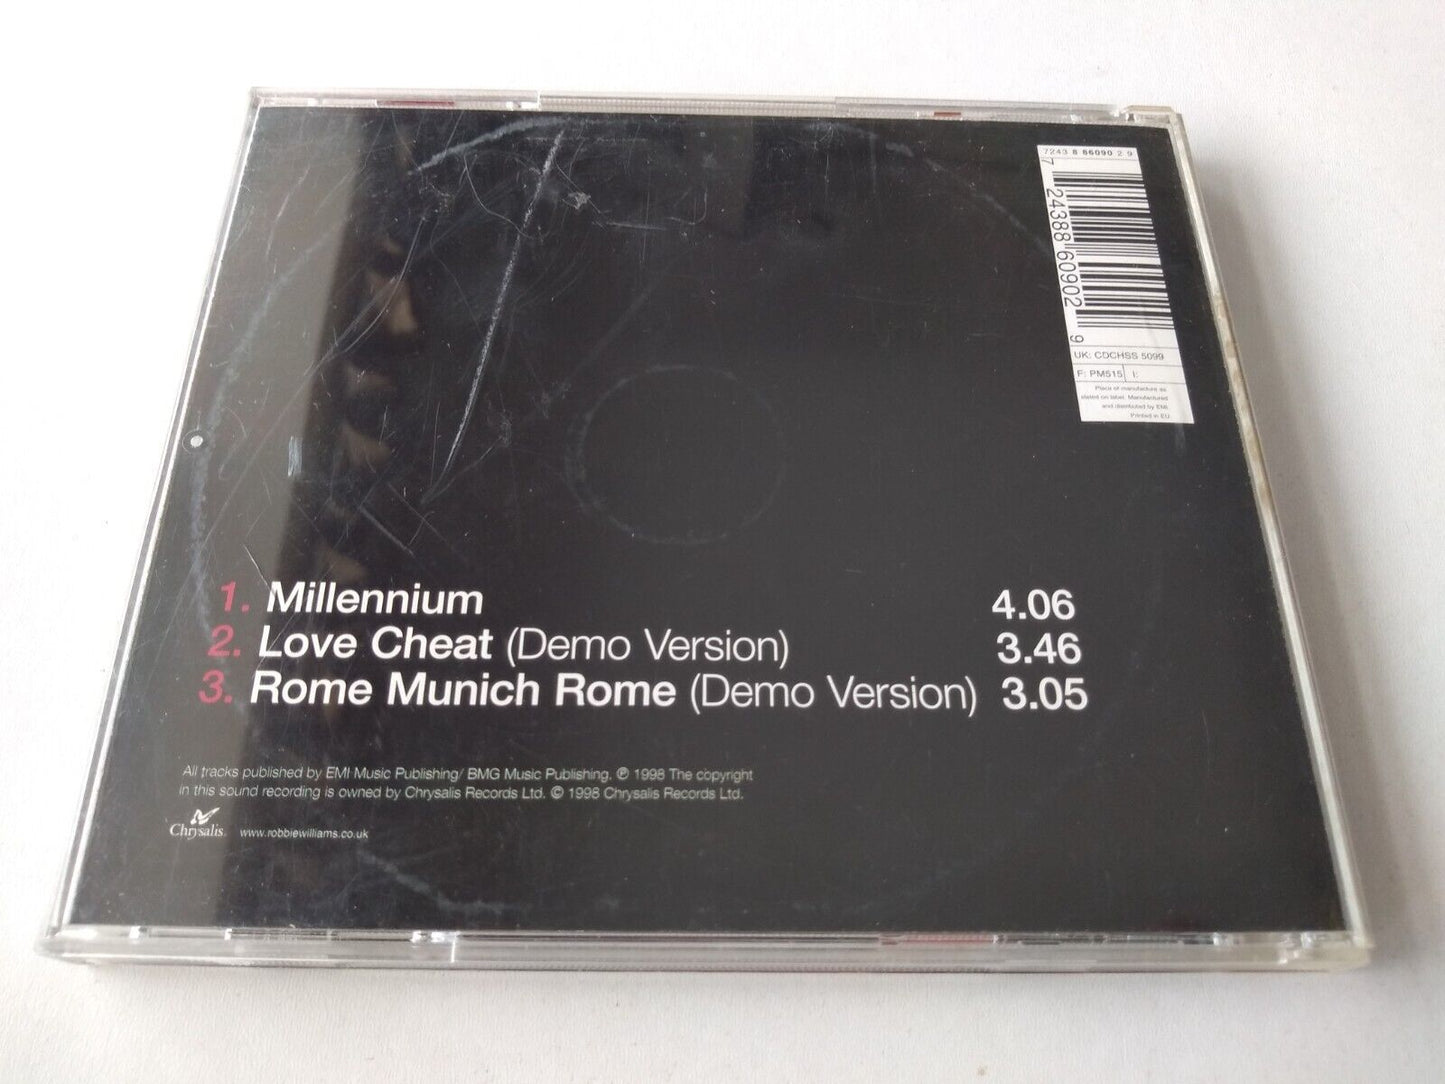 7243 8 86090 2 9
7 24388 60902 9
UK: CDCHSS 5099
F: PM515 I:
Place of manufacture as
stated on label. Manufactured
and distributed by EMI.
Printed in EU.
1. Millennium 4.06
2. Love Cheat (Demo Version) 3.46
3. Rome Munich Rome (Demo Version) 3.05
All tracks published by EMI Music Publishing/ BMG Music Publishing. ℗ 1998 The copyright
in this sound recording is owned by Chrysalis Records Ltd. © 1998 Chrysalis Records Ltd.
Chrysalis. www.robbiewilliams.co.uk